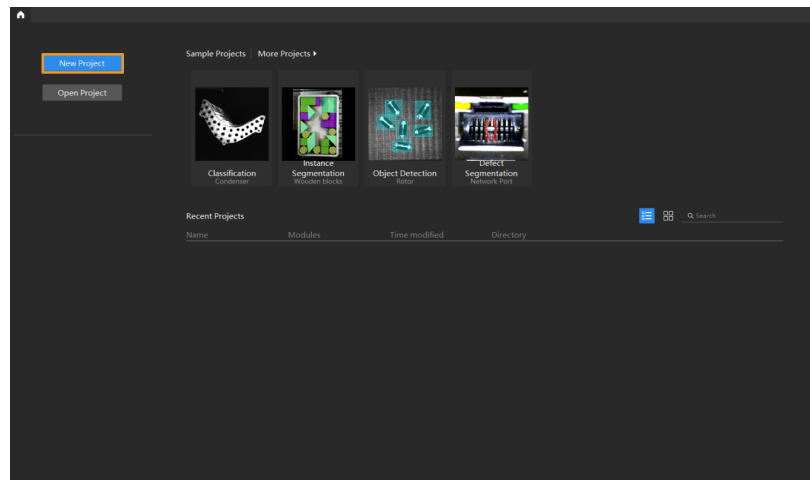 New Project
Open Project
Sample Projects More Projects
Classification
Condenser
Instance
Segmentation
Wooden blocks
Object Detection
Rotor
Defect
Segmentation
Network Port
Recent Projects
Search
Name Modules Time modified Directory